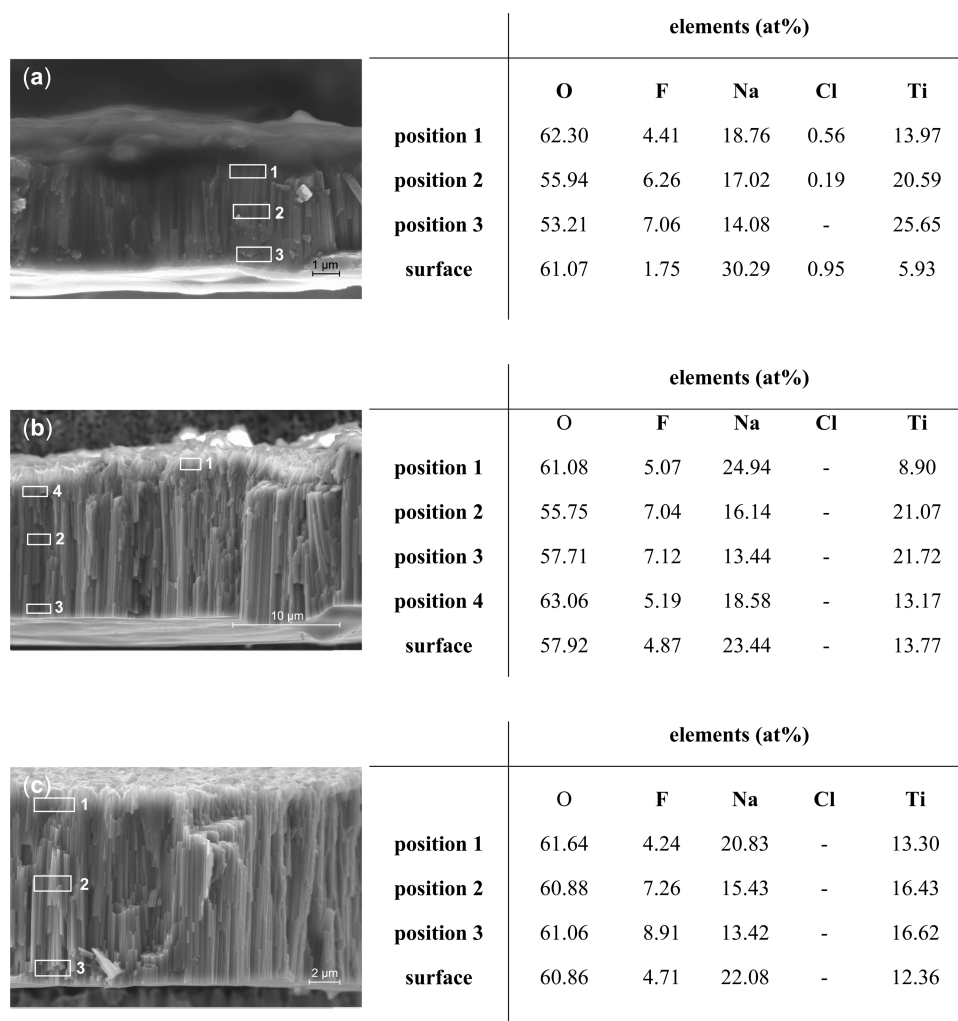 elements (at%)
(a)
O F Na Cl Ti
position 1 62.30 4.41 18.76 0.56 13.97
position 2 55.94 6.26 17.02 0.19 20.59
position 3 53.21 7.06 14.08 - 25.65
surface 61.07 1.75 30.29 0.95 5.93
1
2
3
1 µm
elements (at%)
(b)
O F Na Cl Ti
position 1 61.08 5.07 24.94 - 8.90
position 2 55.75 7.04 16.14 - 21.07
position 3 57.71 7.12 13.44 - 21.72
position 4 63.06 5.19 18.58 - 13.17
surface 57.92 4.87 23.44 - 13.77
1
4
2
3
10 µm
elements (at%)
(c)
O F Na Cl Ti
position 1 61.64 4.24 20.83 - 13.30
position 2 60.88 7.26 15.43 - 16.43
position 3 61.06 8.91 13.42 - 16.62
surface 60.86 4.71 22.08 - 12.36
1
2
3
2 µm